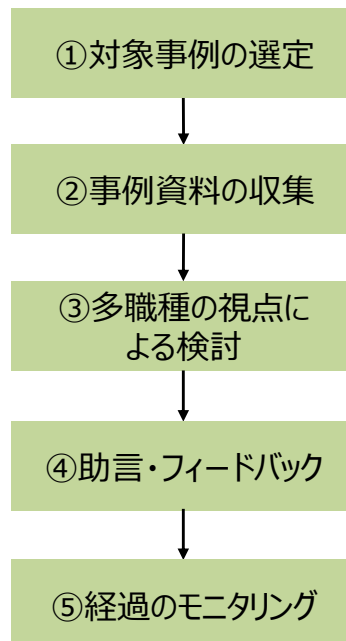 ①対象事例の選定
②事例資料の収集
③多職種の視点に
よる検討
④助言・フィードバック
⑤経過のモニタリング